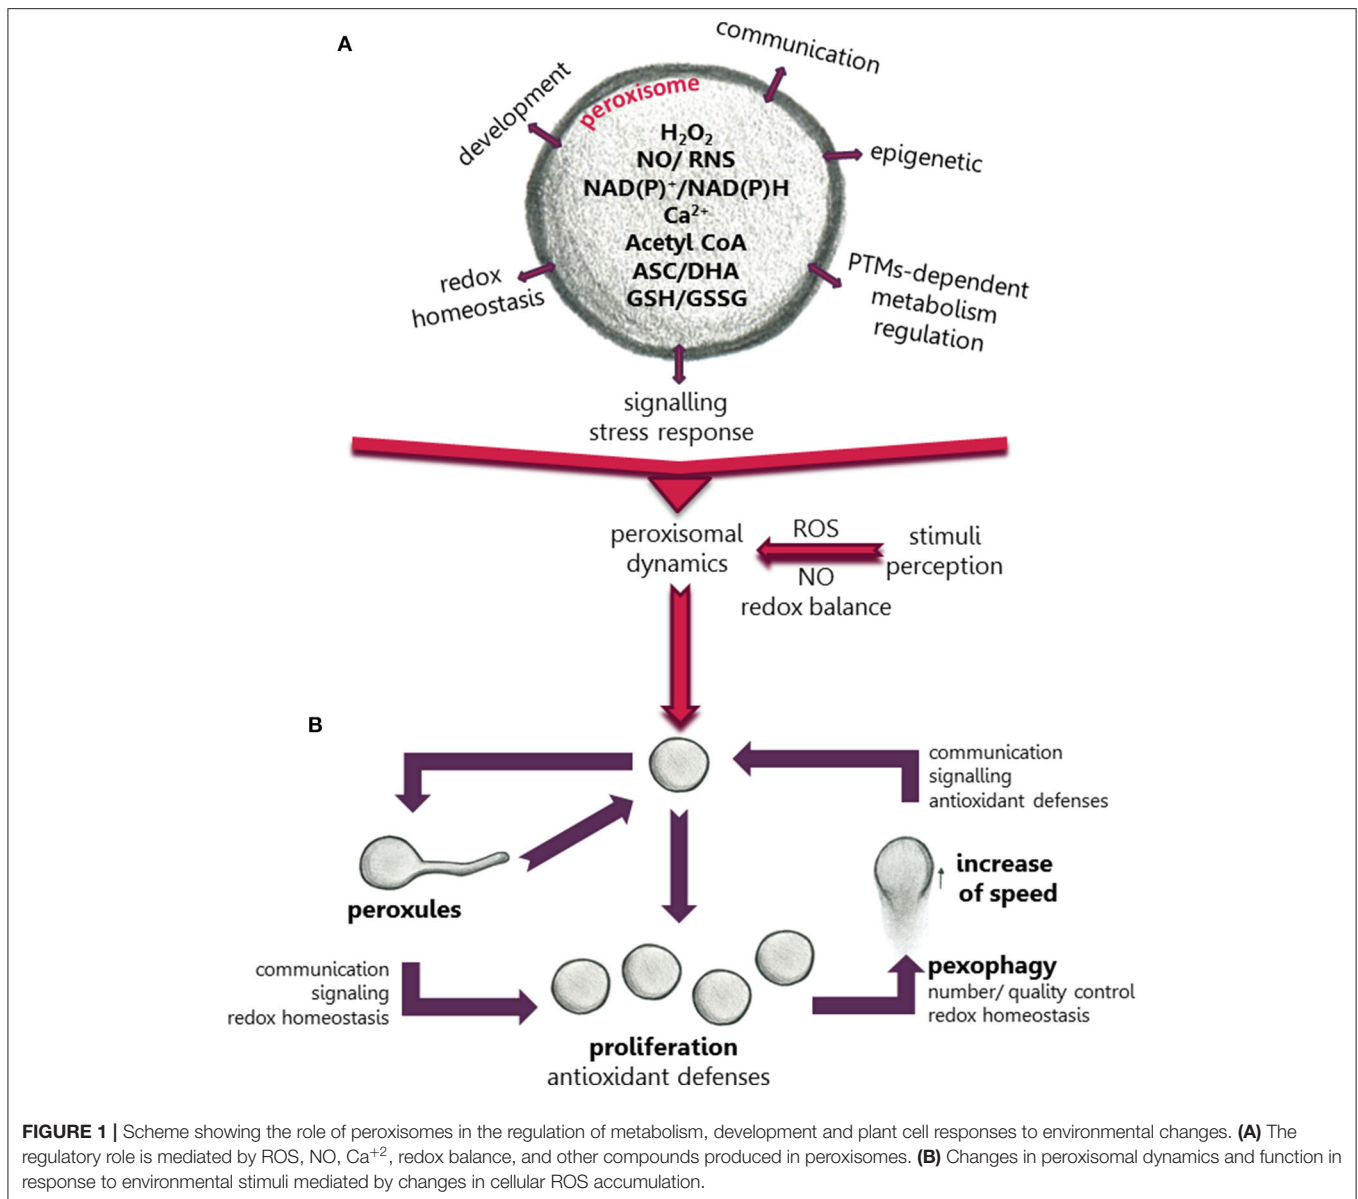 A
communication
development
peroxisome
H₂O₂
NO/ RNS
NAD(P)⁺/NAD(P)H
Ca²⁺
Acetyl CoA
ASC/DHA
GSH/GSSG
epigenetic
redox
homeostasis
PTMs-dependent
metabolism
regulation
signalling
stress response
peroxisomal
dynamics
ROS
NO
redox balance
stimuli
perception
B
communication
signalling
antioxidant defenses
peroxules
increase
of speed
communication
signaling
redox homeostasis
pexophagy
number/ quality control
redox homeostasis
proliferation
antioxidant defenses
FIGURE 1 | Scheme showing the role of peroxisomes in the regulation of metabolism, development and plant cell responses to environmental changes. (A) The
regulatory role is mediated by ROS, NO, Ca⁺², redox balance, and other compounds produced in peroxisomes. (B) Changes in peroxisomal dynamics and function in
response to environmental stimuli mediated by changes in cellular ROS accumulation.